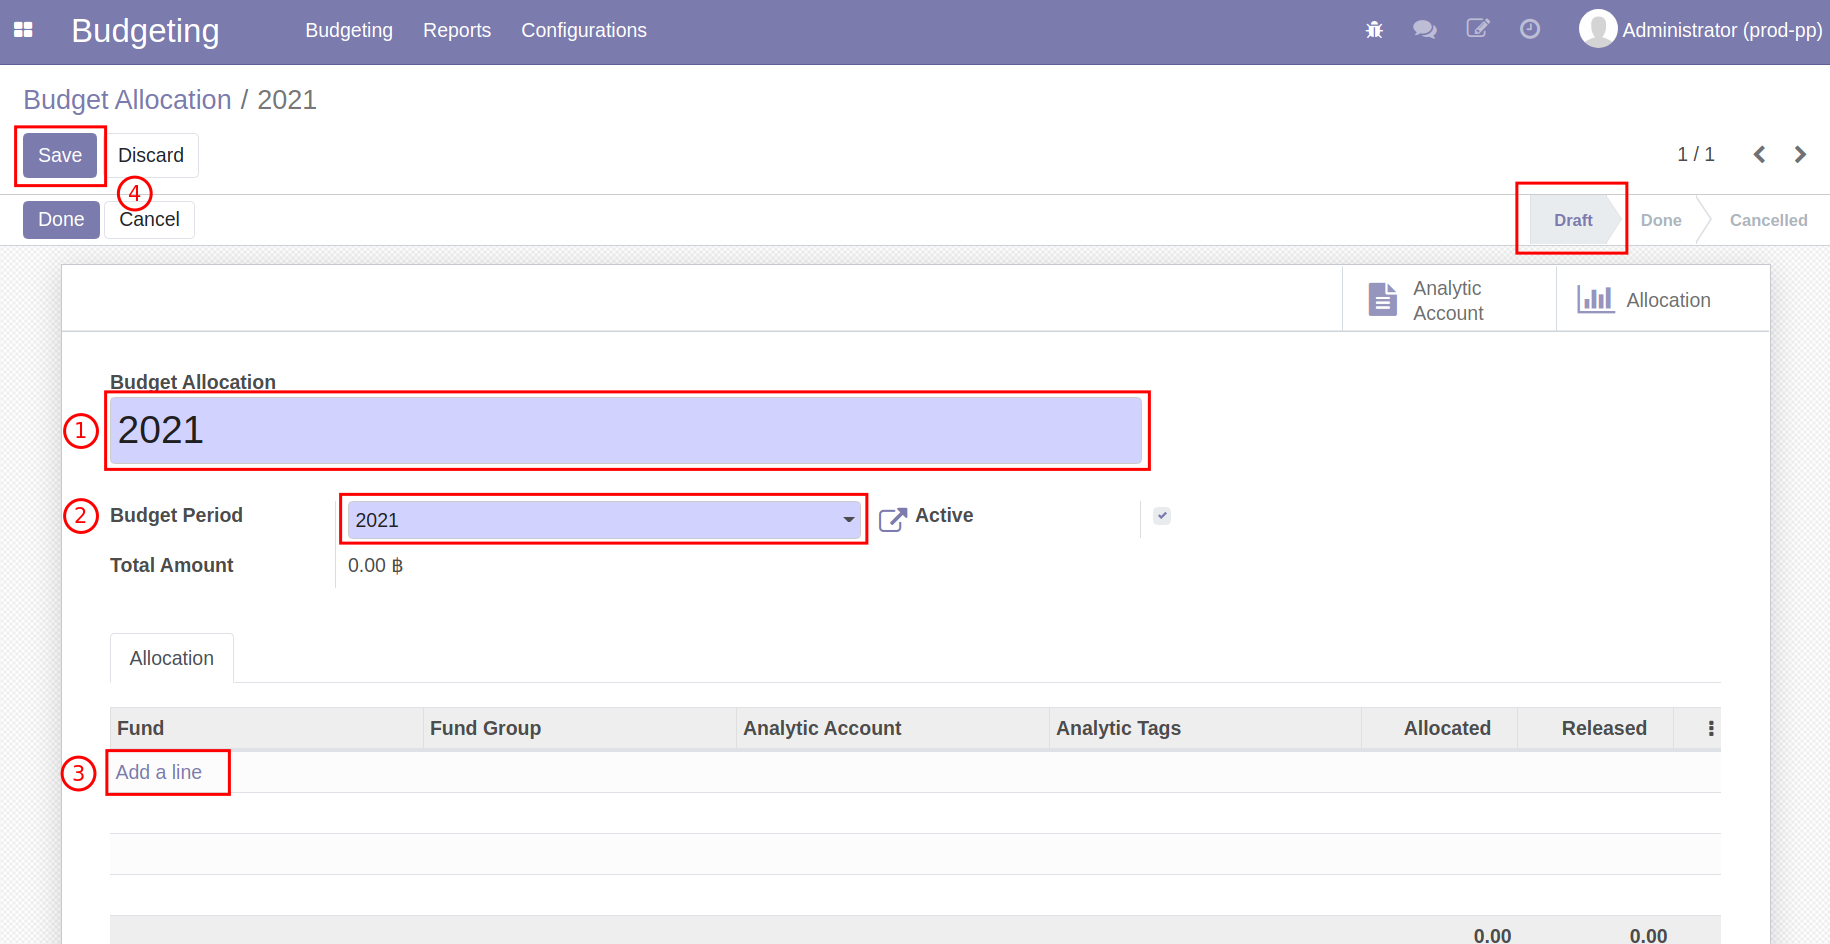 Budgeting Budgeting Reports Configurations Administrator (prod-pp)
Budget Allocation / 2021
Save Discard 1 / 1
4
Done Cancel Draft Done Cancelled
Analytic Account Allocation
Budget Allocation
1 2021
2 Budget Period 2021 Active
Total Amount 0.00 ฿
Allocation
Fund Fund Group Analytic Account Analytic Tags Allocated Released
3 Add a line
0.00 0.00